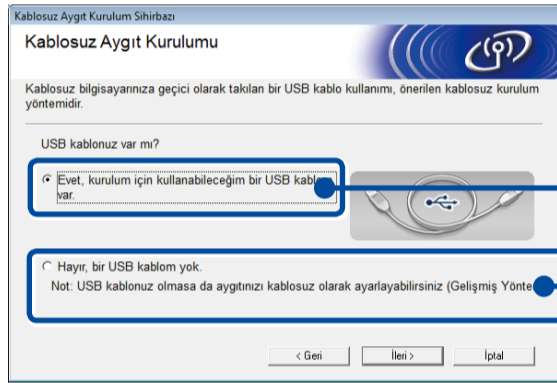 Kablosuz Aygıt Kurulum Sihirbazı
Kablosuz Aygıt Kurulumu
Kablosuz bilgisayarınıza geçici olarak takılan bir USB kablo kullanımı, önerilen kablosuz kurulum
yöntemidir.
USB kablonuz var mı?
Evet, kurulum için kullanabileceğim bir USB
var.
Hayır, bir USB kablom yok.
Not: USB kablonuz olmasa da aygıtınızı kablosuz olarak ayarlayabilirsiniz (Gelişmiş
< Geri
İleri >
İptal